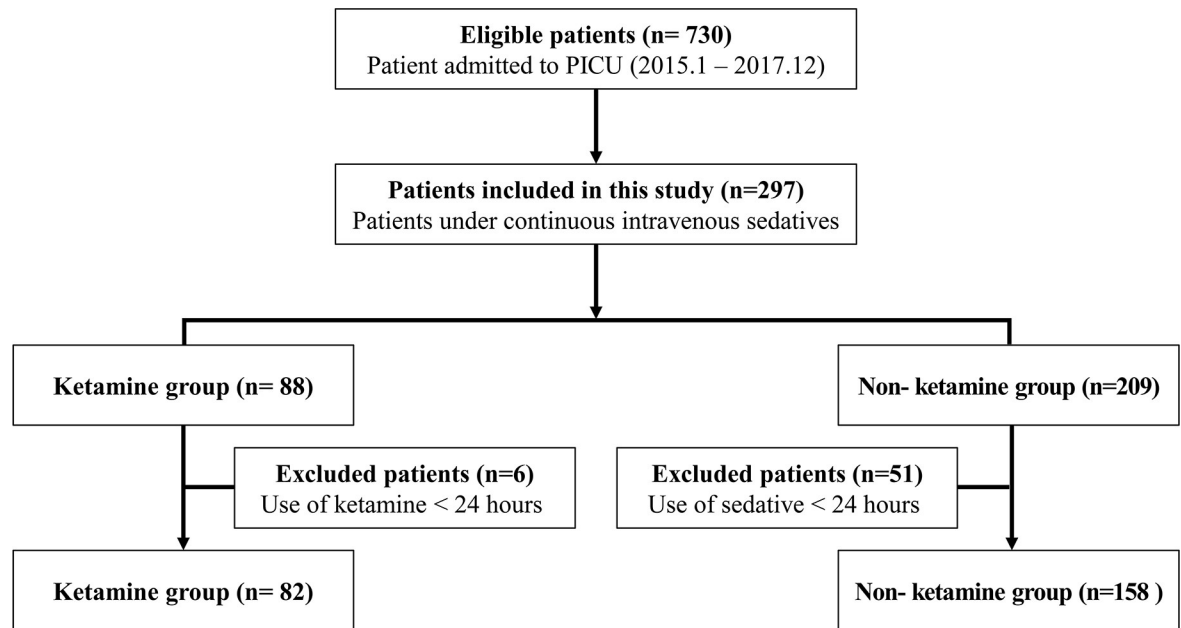 Eligible patients (n= 730)
Patient admitted to PICU (2015.1 – 2017.12)
Patients included in this study (n=297)
Patients under continuous intravenous sedatives
Ketamine group (n= 88)
Non- ketamine group (n=209)
Excluded patients (n=6)
Use of ketamine < 24 hours
Excluded patients (n=51)
Use of sedative < 24 hours
Ketamine group (n= 82)
Non- ketamine group (n=158 )